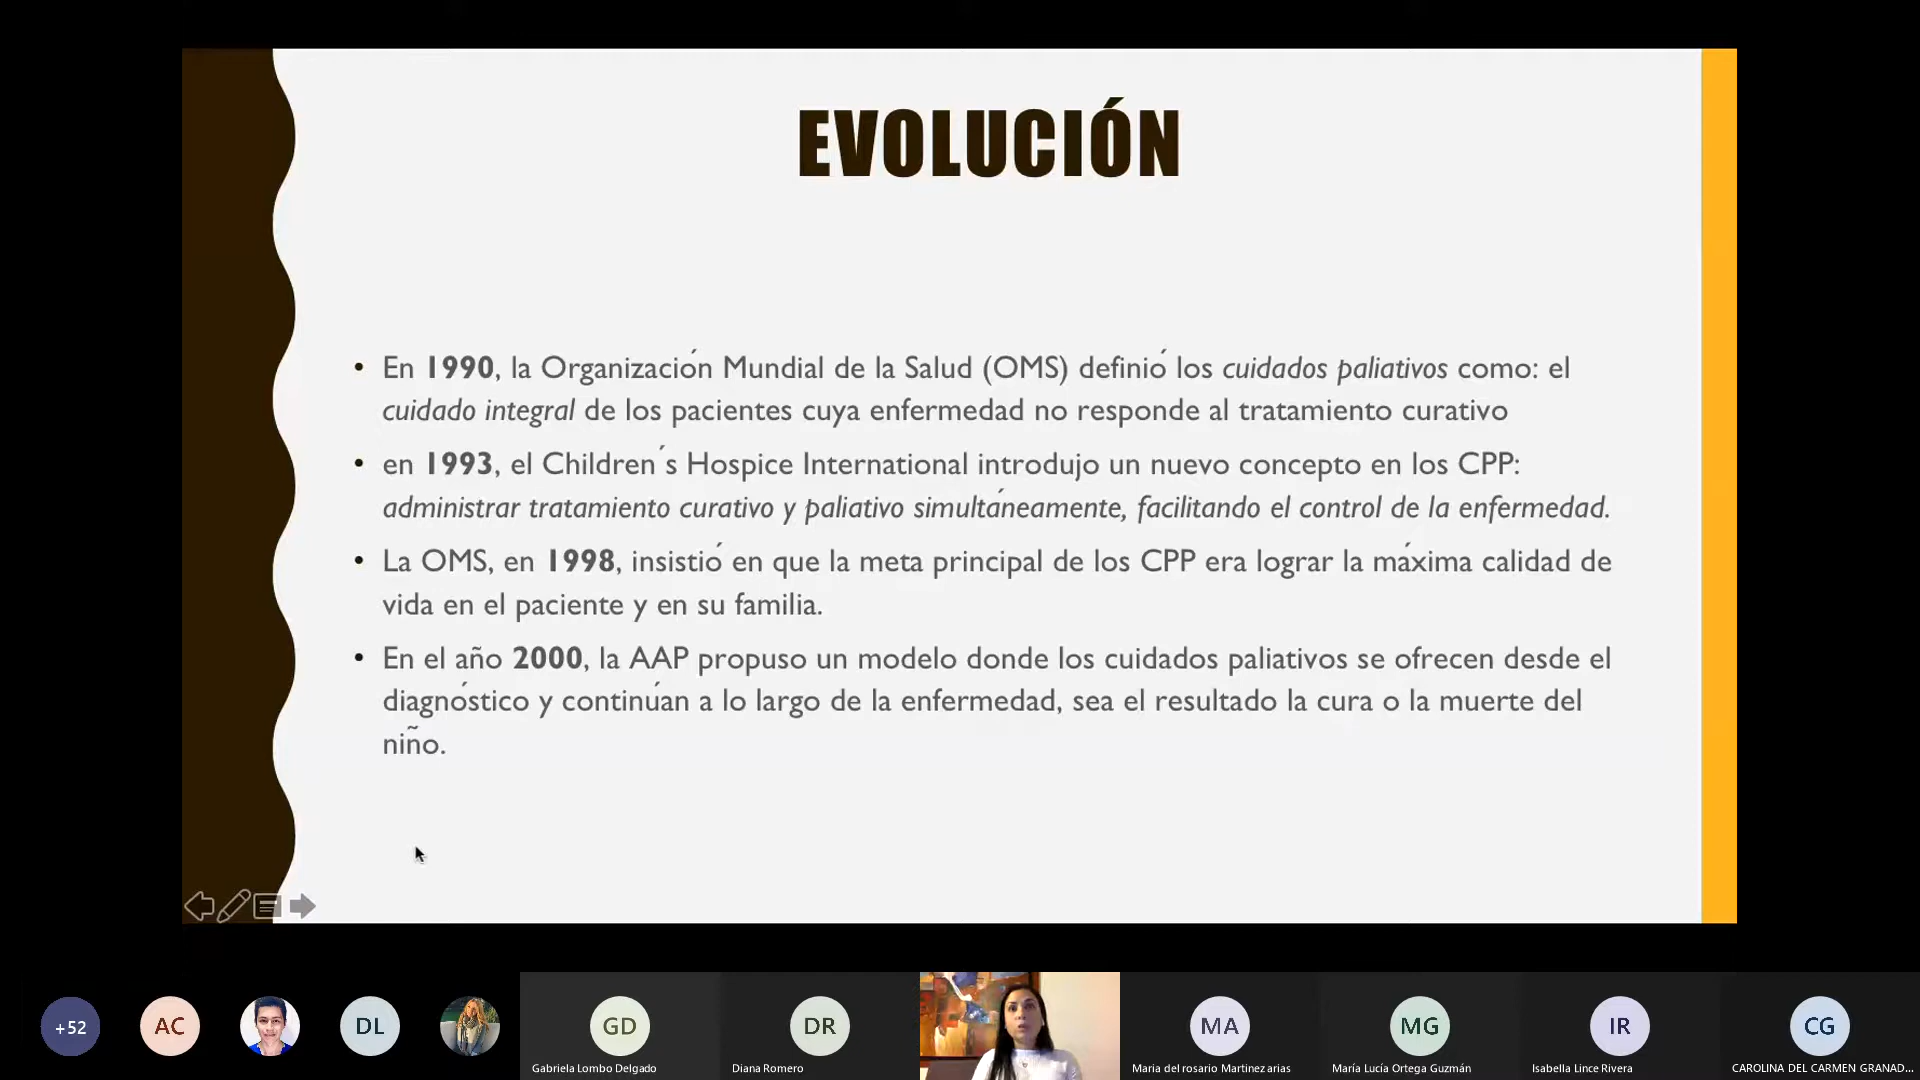 EVOLUCIÓN
• En 1990, la Organización Mundial de la Salud (OMS) definió los cuidados paliativos como: el
cuidado integral de los pacientes cuya enfermedad no responde al tratamiento curativo
• en 1993, el Children´s Hospice International introdujo un nuevo concepto en los CPP:
administrar tratamiento curativo y paliativo simultáneamente, facilitando el control de la enfermedad.
• La OMS, en 1998, insistió en que la meta principal de los CPP era lograr la máxima calidad de
vida en el paciente y en su familia.
• En el año 2000, la AAP propuso un modelo donde los cuidados paliativos se ofrecen desde el
diagnóstico y continúan a lo largo de la enfermedad, sea el resultado la cura o la muerte del
niño.
+52
AC
DL
GD
DR
MA
MG
IR
CG
Gabriela Lombo Delgado
Diana Romero
Maria del rosario Martinez arias
María Lucía Ortega Guzmán
Isabella Lince Rivera
CAROLINA DEL CARMEN GRANAD...